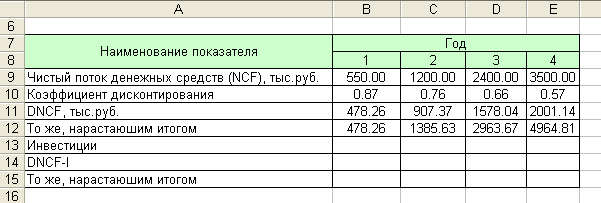 A B C D E
6
7 Наименование показателя Год
8 1 2 3 4
9 Чистый поток денежных средств (NCF), тыс.руб. 550.00 1200.00 2400.00 3500.00
10 Коэффициент дисконтирования 0.87 0.76 0.66 0.57
11 DNCF, тыс.руб. 478.26 907.37 1578.04 2001.14
12 То же, нарастаюшим итогом 478.26 1385.63 2963.67 4964.81
13 Инвестиции
14 DNCF-I
15 То же, нарастаюшим итогом
16